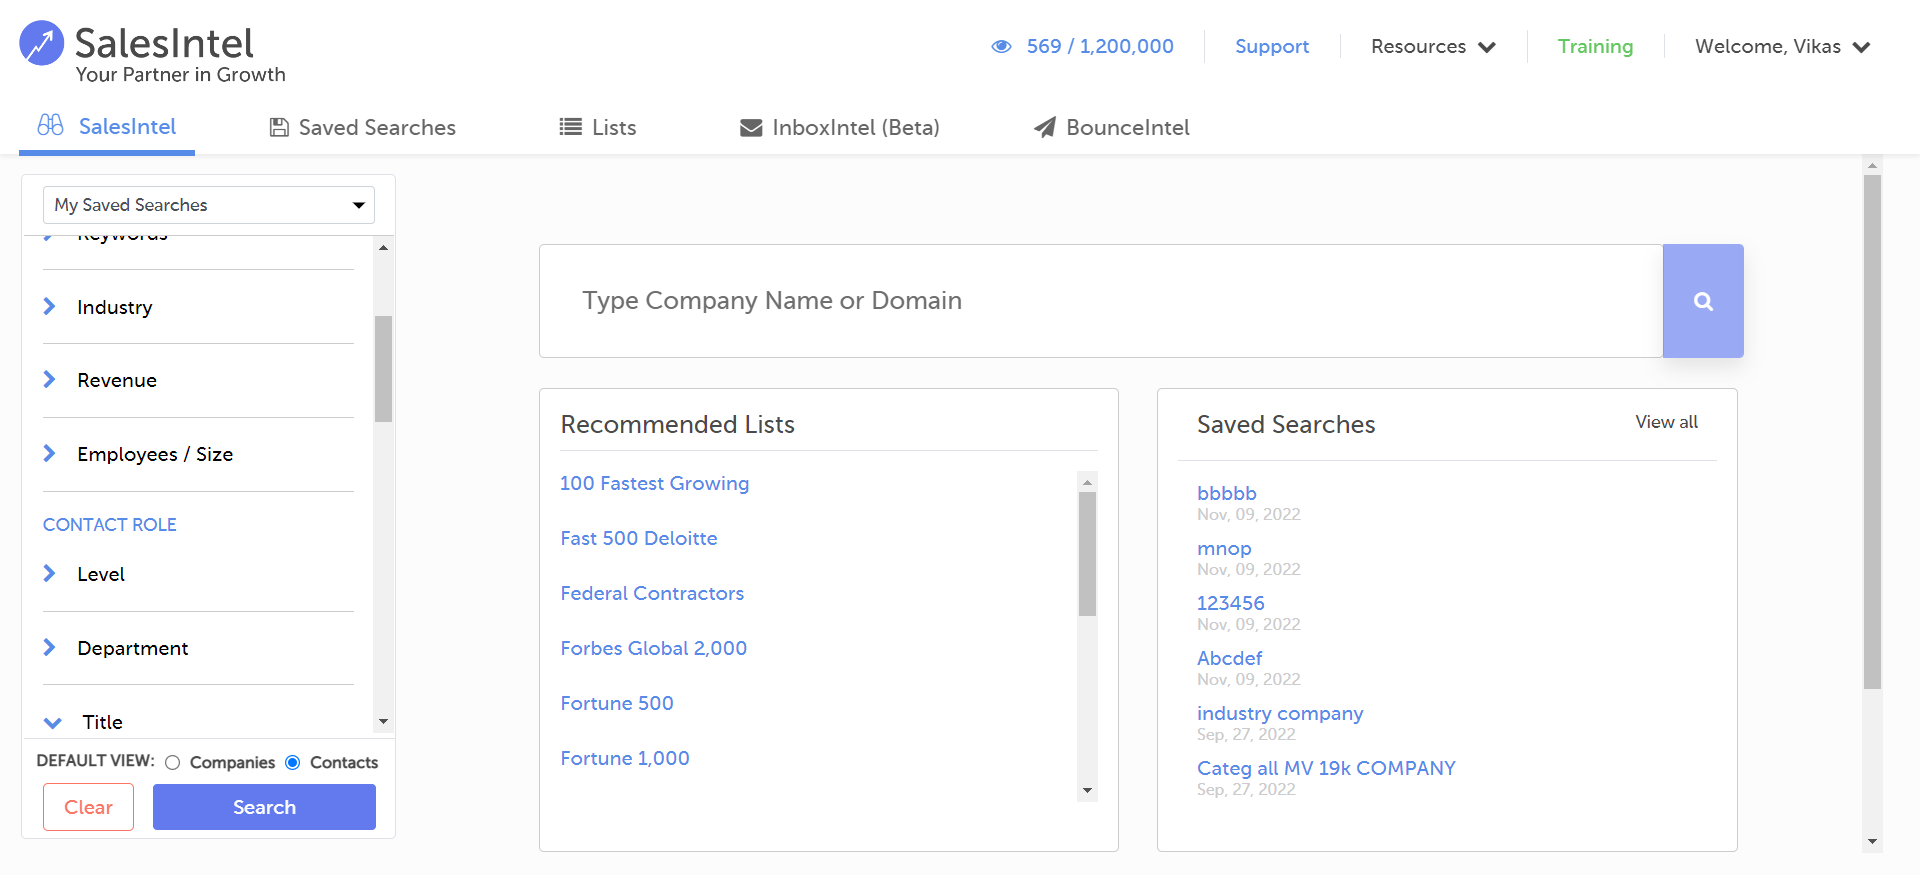 SalesIntel
Your Partner in Growth
569 / 1,200,000
Support
Resources
Training
Welcome, Vikas
SalesIntel
Saved Searches
Lists
InboxIntel (Beta)
BounceIntel
My Saved Searches
Keywords
Industry
Revenue
Employees / Size
CONTACT ROLE
Level
Department
Title
DEFAULT VIEW: Companies Contacts
Clear
Search
Type Company Name or Domain
Recommended Lists
100 Fastest Growing
Fast 500 Deloitte
Federal Contractors
Forbes Global 2,000
Fortune 500
Fortune 1,000
Saved Searches
View all
bbbbb
Nov, 09, 2022
mnop
Nov, 09, 2022
123456
Nov, 09, 2022
Abcdef
Nov, 09, 2022
industry company
Sep, 27, 2022
Categ all MV 19k COMPANY
Sep, 27, 2022